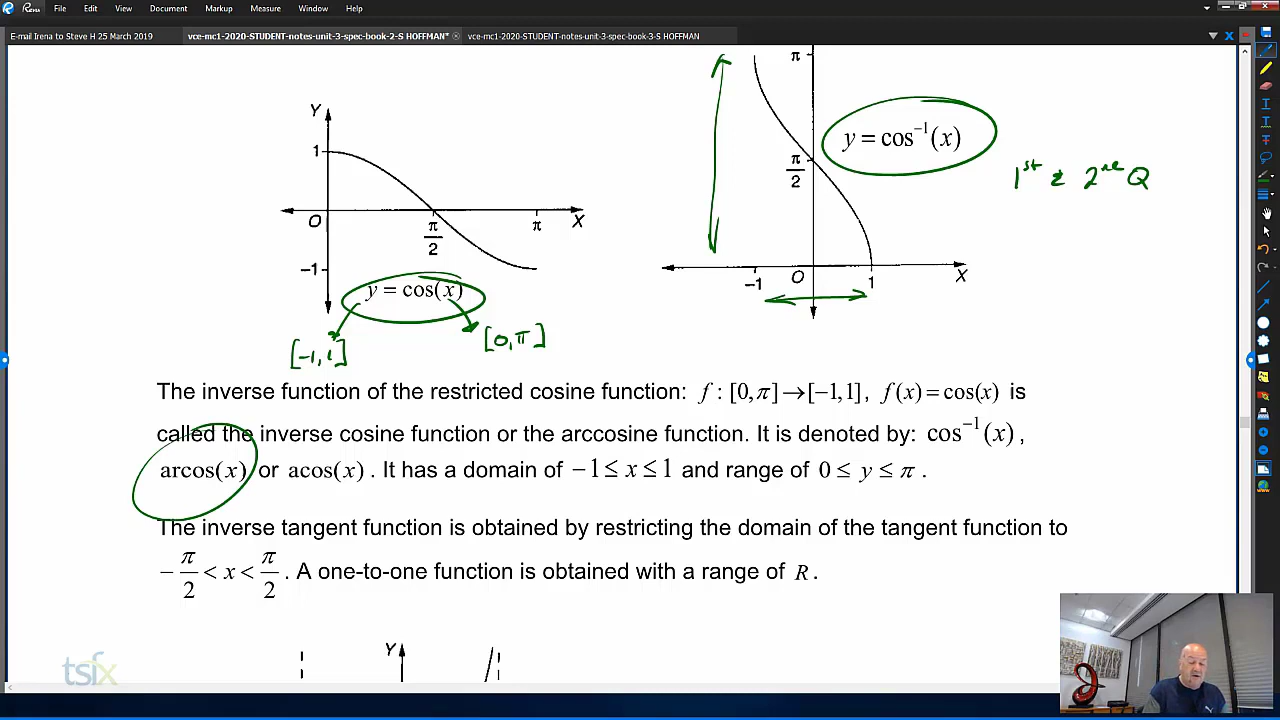 Rena File Edit View Document Markup Measure Window Help
E-mail Irena to Steve H 25 March 2019 vce-mc1-2020-STUDENT-notes-unit-3-spec-book-2-S HOFFMAN* vce-mc1-2020-STUDENT-notes-unit-3-spec-book-3-S HOFFMAN
Y
1
O
π/2
π
X
−1
y = cos(x)
[-1, 1]
[0, π]
π
π/2
y = cos⁻¹(x)
1st & 2nd Q
−1 O 1 X
The inverse function of the restricted cosine function: f : [0, π] → [−1, 1], f(x) = cos(x) is
called the inverse cosine function or the arccosine function. It is denoted by: cos⁻¹(x) ,
arcos(x) or acos(x) . It has a domain of −1 ≤ x ≤ 1 and range of 0 ≤ y ≤ π .
The inverse tangent function is obtained by restricting the domain of the tangent function to
−π/2 < x < π/2 . A one-to-one function is obtained with a range of R .
Y
tsfx